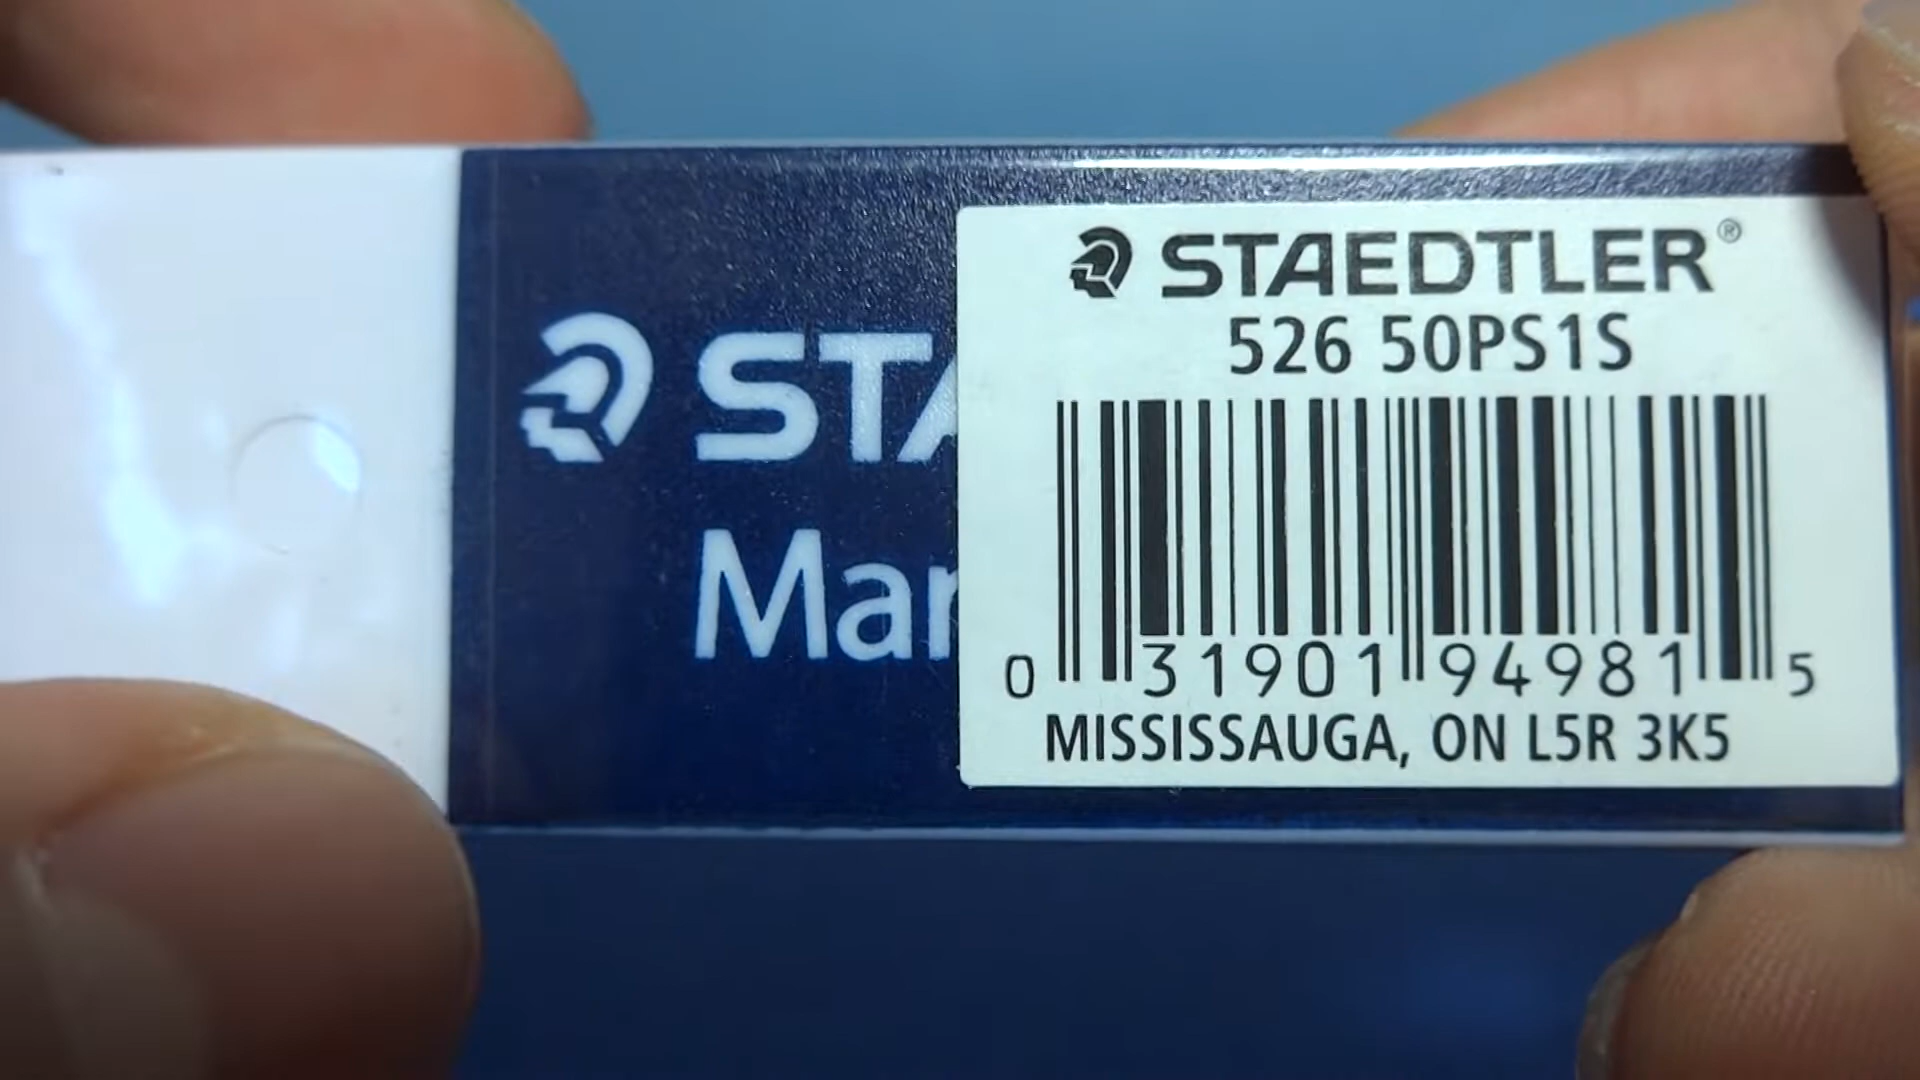 STA
Mar
STAEDTLER®
526 50PS1S
0 31901 94981 5
MISSISSAUGA, ON L5R 3K5